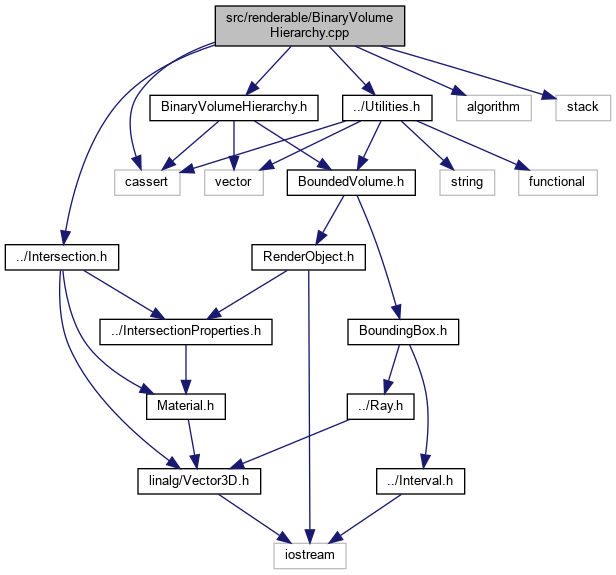 src/renderable/BinaryVolume
Hierarchy.cpp
BinaryVolumeHierarchy.h
../Utilities.h
algorithm
stack
cassert
vector
BoundedVolume.h
string
functional
../Intersection.h
RenderObject.h
../IntersectionProperties.h
BoundingBox.h
Material.h
../Ray.h
linalg/Vector3D.h
../Interval.h
iostream